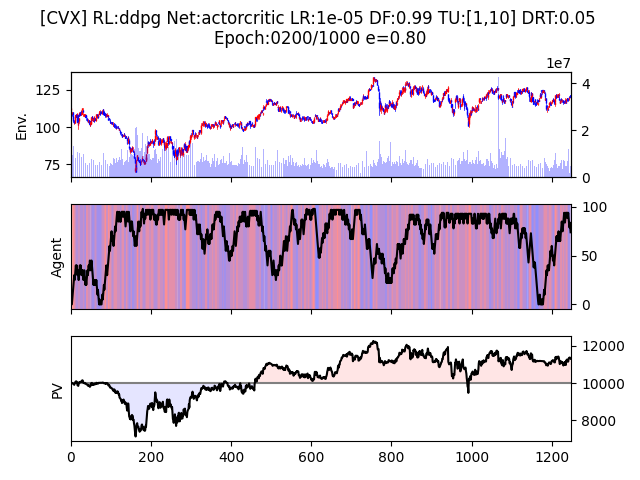 [CVX] RL:ddpg Net:actorcritic LR:1e-05 DF:0.99 TU:[1,10] DRT:0.05
Epoch:0200/1000 e=0.80
1e7
125
100
75
Env.
4
2
0
Agent
100
50
0
PV
12000
10000
8000
0 200 400 600 800 1000 1200